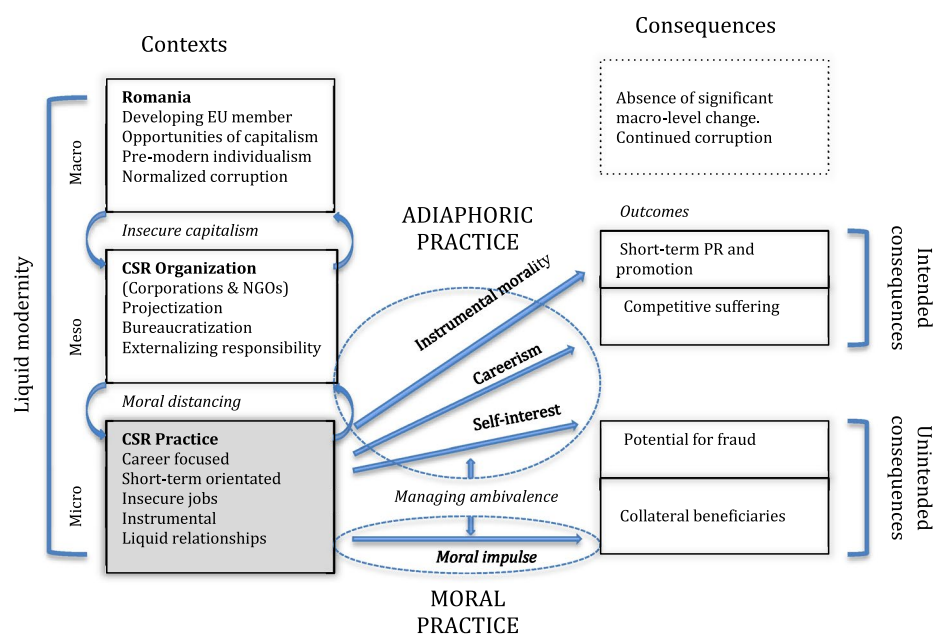 Contexts
Consequences
Liquid modernity
Macro
Romania
Developing EU member
Opportunities of capitalism
Pre-modern individualism
Normalized corruption
Absence of significant
macro-level change.
Continued corruption
Insecure capitalism
ADIAPHORIC
PRACTICE
Outcomes
Meso
CSR Organization
(Corporations & NGOs)
Projectization
Bureaucratization
Externalizing responsibility
Instrumental morality
Careerism
Self-interest
Short-term PR and
promotion
Competitive suffering
Intended
consequences
Moral distancing
Micro
CSR Practice
Career focused
Short-term orientated
Insecure jobs
Instrumental
Liquid relationships
Managing ambivalence
Moral impulse
MORAL
PRACTICE
Potential for fraud
Collateral beneficiaries
Unintended
consequences